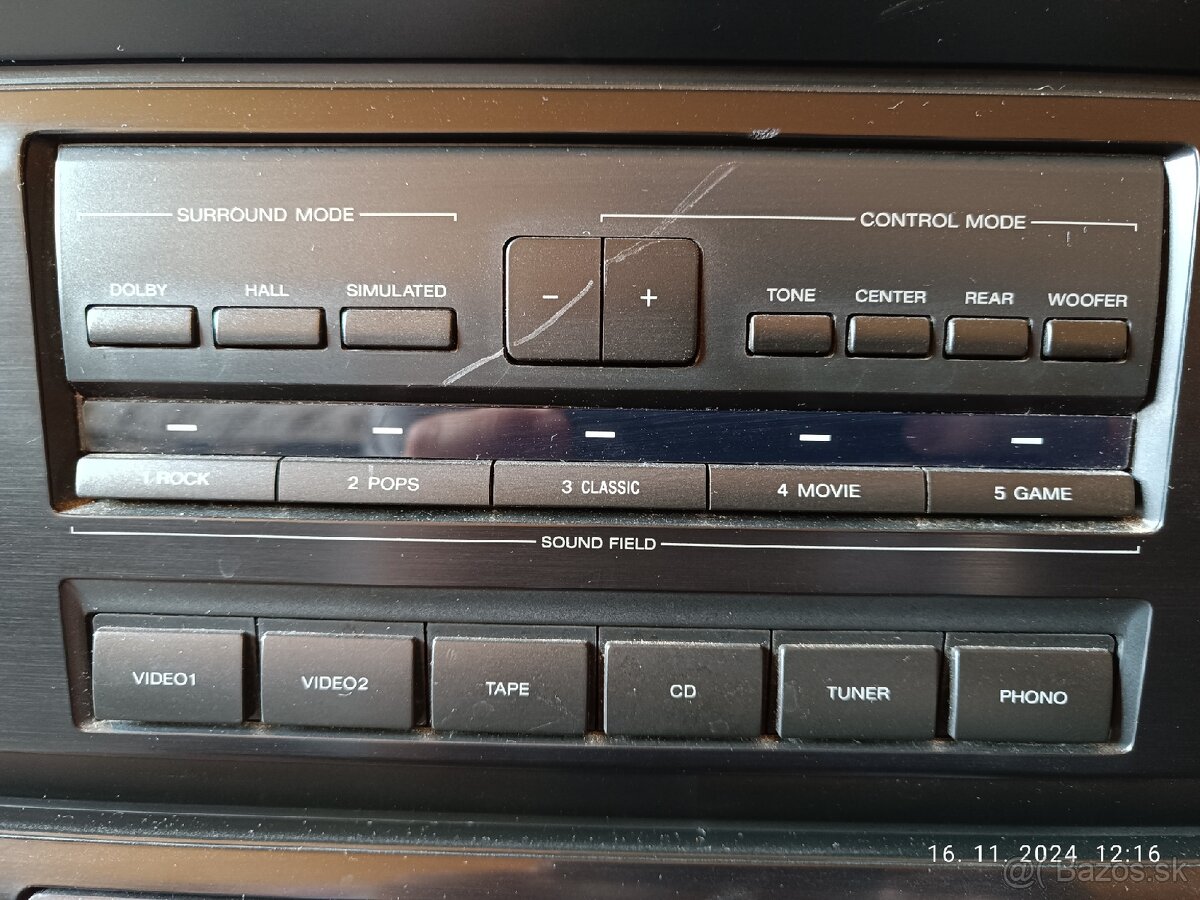 SURROUND MODE
CONTROL MODE
DOLBY HALL SIMULATED
- +
TONE CENTER REAR WOOFER
1 ROCK 2 POPS 3 CLASSIC 4 MOVIE 5 GAME
SOUND FIELD
VIDEO1 VIDEO2 TAPE CD TUNER PHONO
16. 11. 2024 12:16
@( Bazos.sk